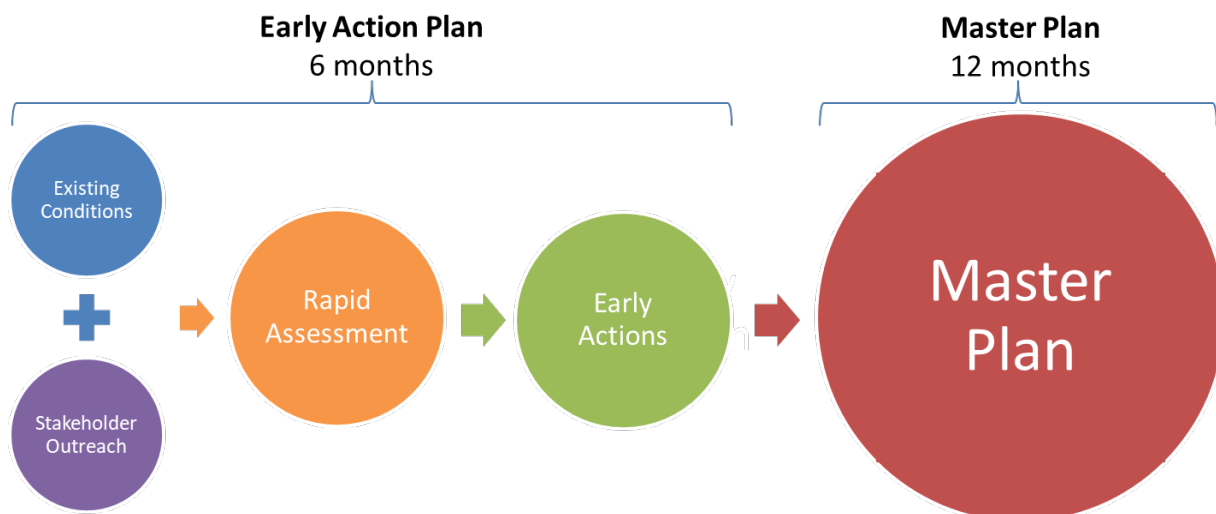 Early Action Plan
6 months
Master Plan
12 months
Existing
Conditions
Stakeholder
Outreach
Rapid
Assessment
Early
Actions
Master
Plan